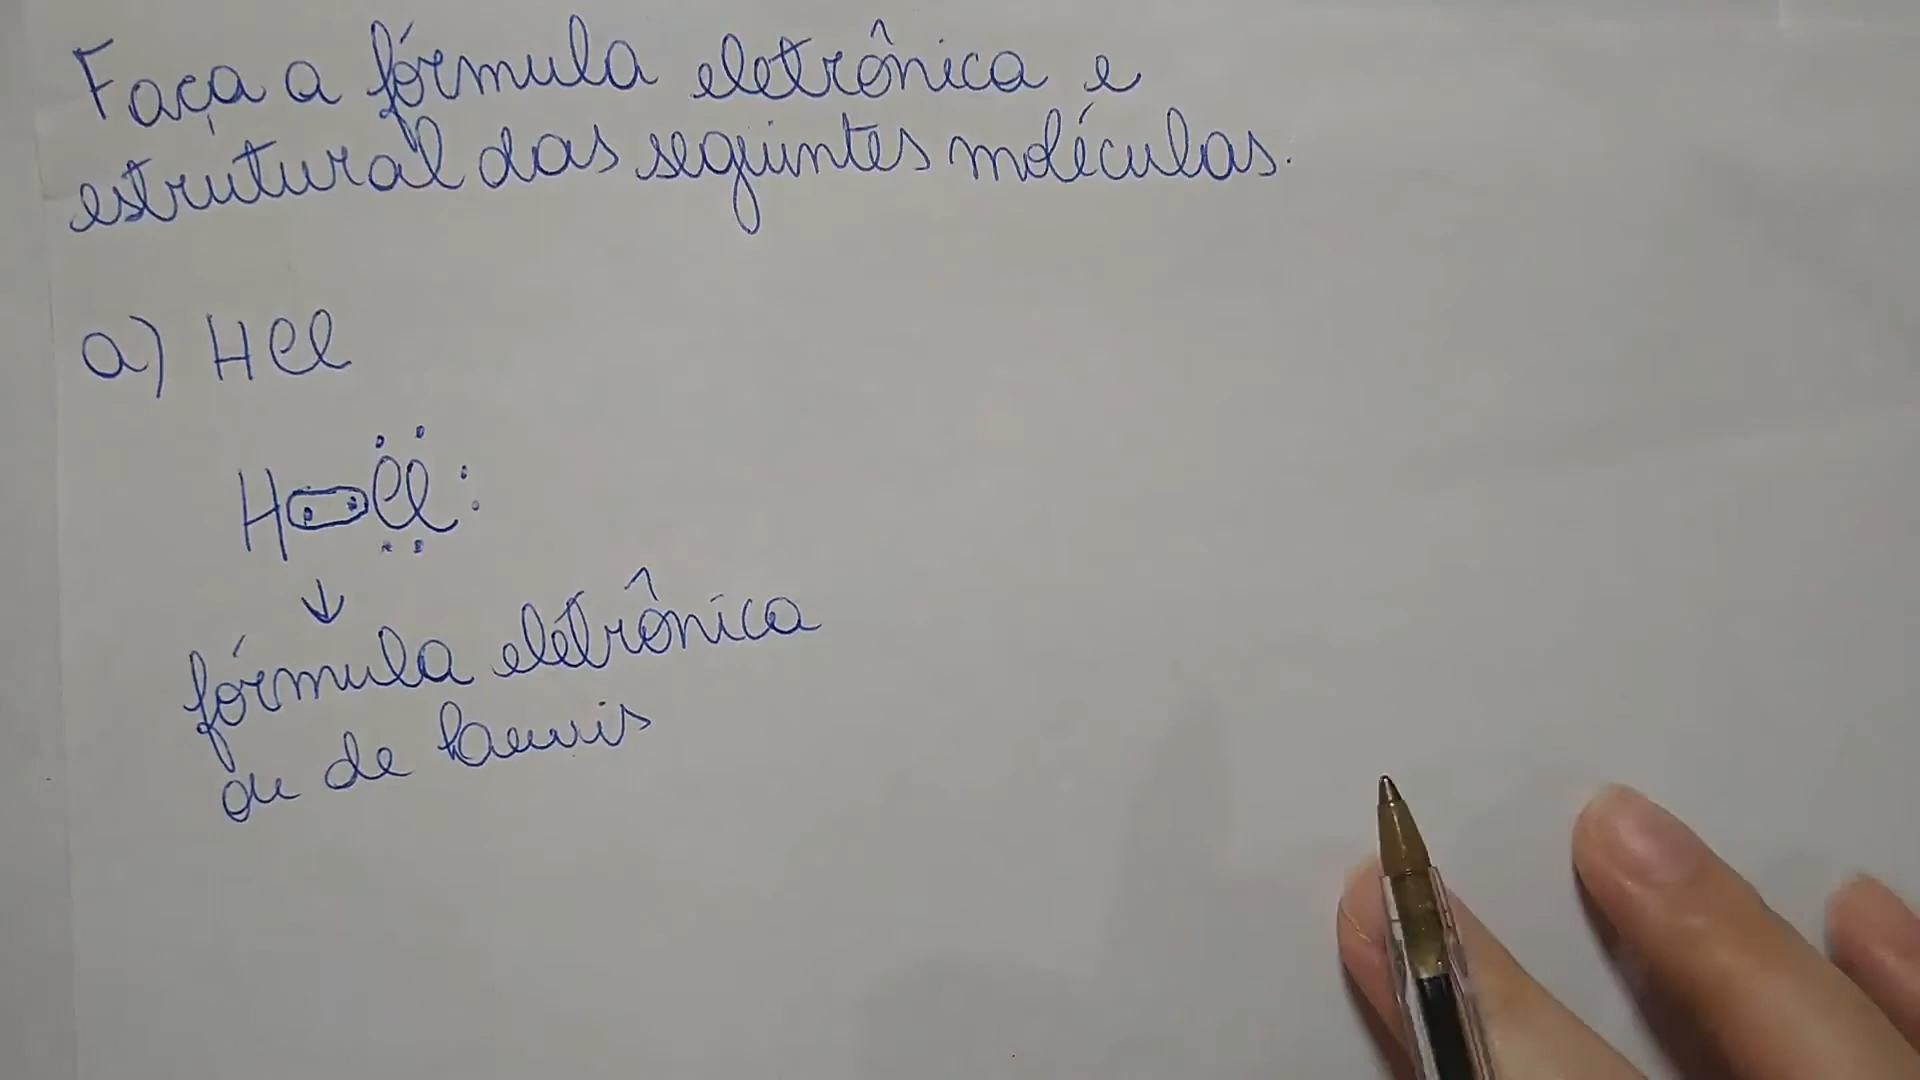 Faça a fórmula eletrônica e
estrutural das seguintes moléculas.
a) HCl
H Cl
fórmula eletrônica
ou de Lewis